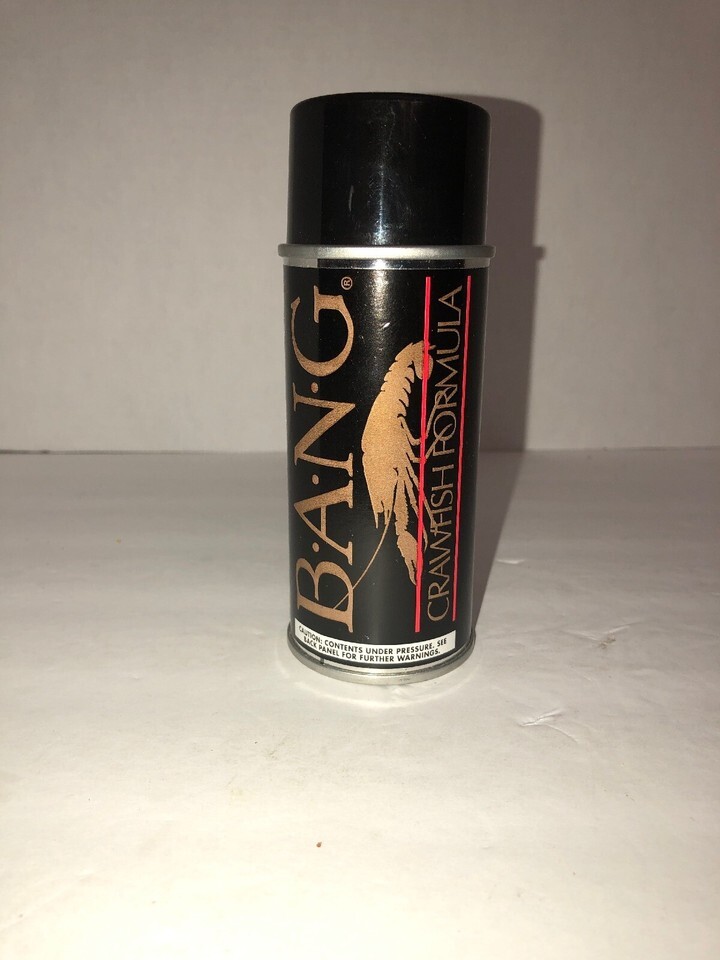 B·A·N·G®
CRAWFISH FORMULA
CAUTION: CONTENTS UNDER PRESSURE. SEE
BACK PANEL FOR FURTHER WARNINGS.